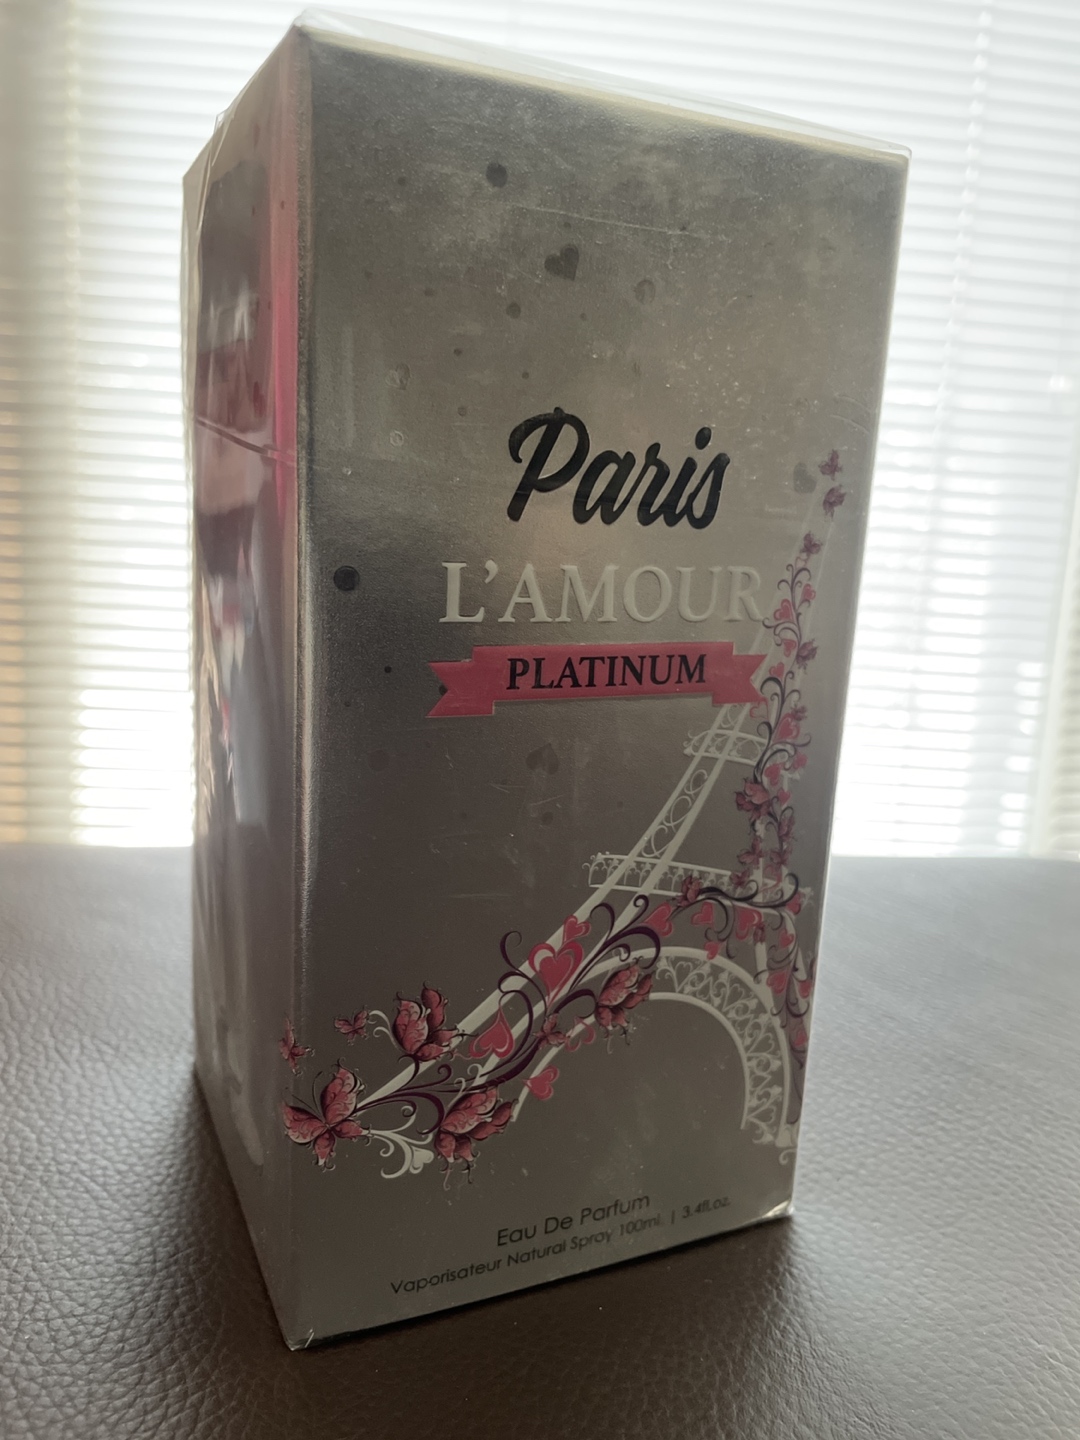 Paris
L'AMOUR
PLATINUM
Eau De Parfum
Vaporisateur Natural Spray 100ml. | 3.4fl.oz.